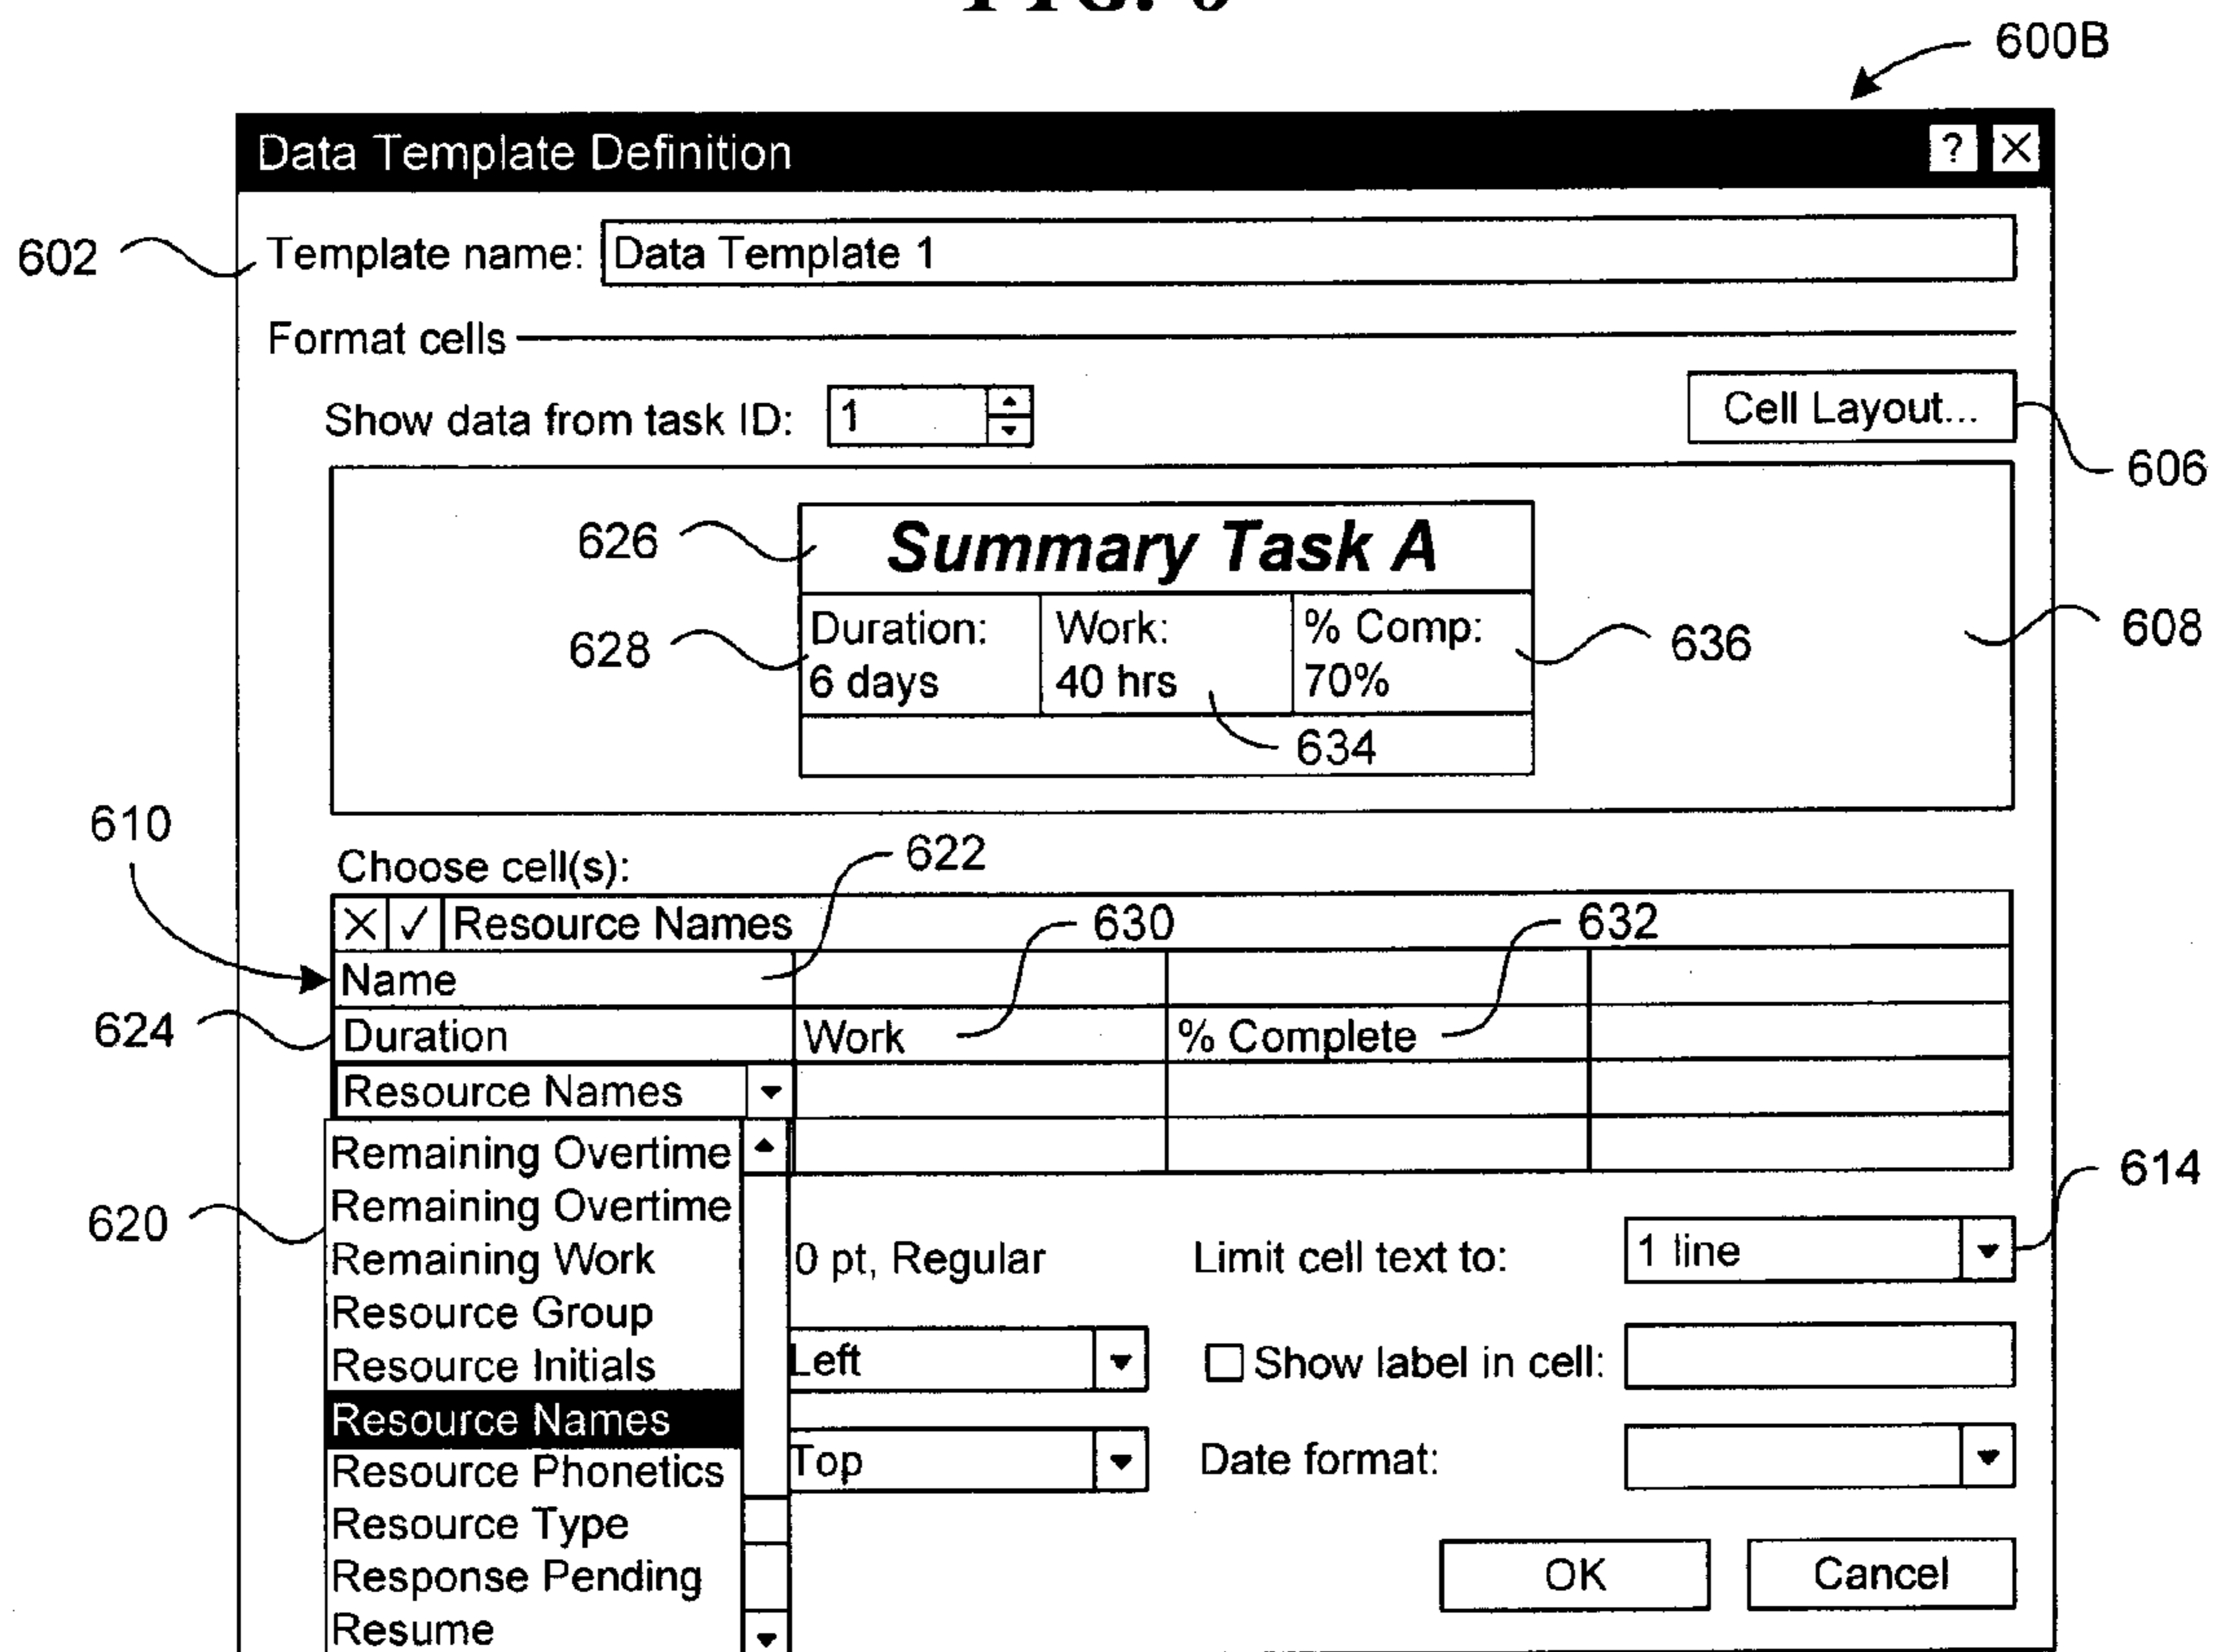 600B
Data Template Definition ? X
602 Template name: Data Template 1
Format cells
Show data from task ID: 1 Cell Layout...
606
626 Summary Task A
628 Duration: Work: % Comp: 636 608
6 days 40 hrs 70%
634
610
Choose cell(s): 622
Resource Names 630 632
Name
624 Duration Work % Complete
Resource Names
Remaining Overtime
614
Remaining Overtime
620
Remaining Work 0 pt, Regular Limit cell text to: 1 line
Resource Group
Resource Initials Left Show label in cell:
Resource Names
Resource Phonetics Top Date format:
Resource Type
Response Pending OK Cancel
Resume